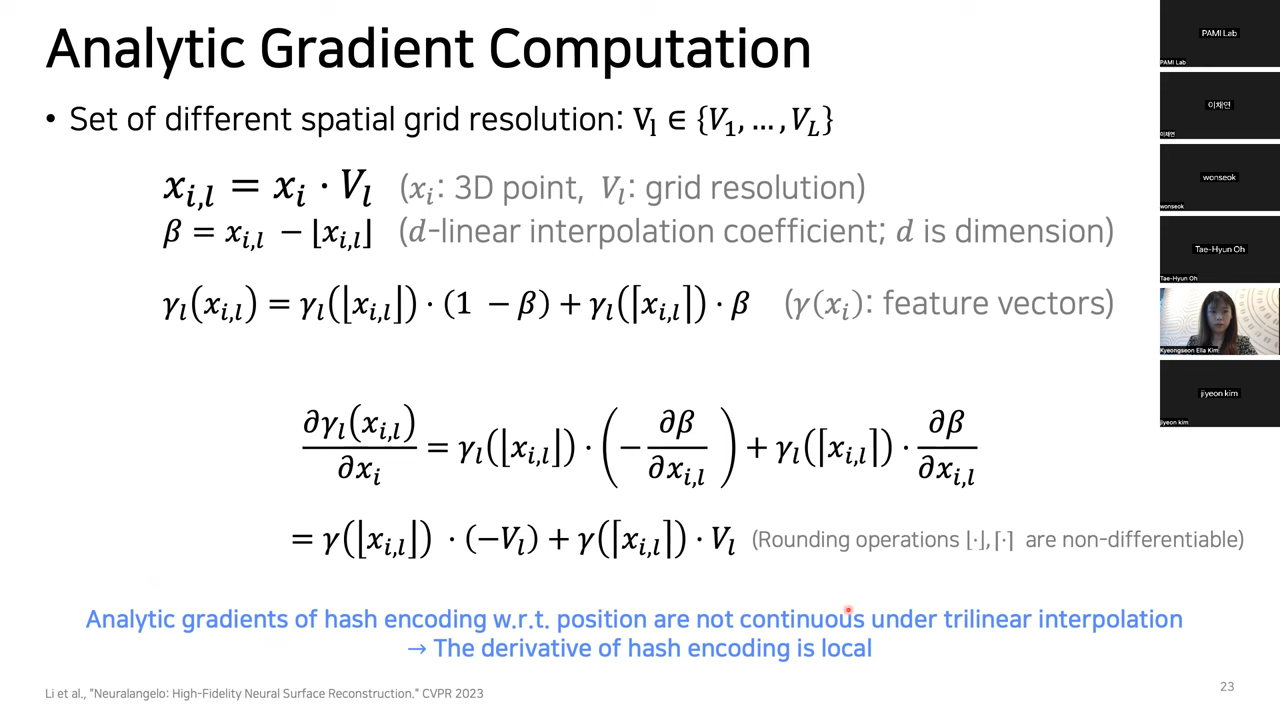 Analytic Gradient Computation
• Set of different spatial grid resolution: V_l ∈ {V_1, … , V_L}
x_{i,l} = x_i · V_l (x_i: 3D point, V_l: grid resolution)
β = x_{i,l} − ⌊x_{i,l}⌋ (d-linear interpolation coefficient; d is dimension)
γ_l(x_{i,l}) = γ_l(⌊x_{i,l}⌋) · (1 − β) + γ_l(⌈x_{i,l}⌉) · β (γ(x_i): feature vectors)
∂γ_l(x_{i,l})/∂x_i = γ_l(⌊x_{i,l}⌋) · (−∂β/∂x_{i,l}) + γ_l(⌈x_{i,l}⌉) · ∂β/∂x_{i,l}
= γ(⌊x_{i,l}⌋) · (−V_l) + γ(⌈x_{i,l}⌉) · V_l (Rounding operations ⌊·⌋, ⌈·⌉ are non-differentiable)
Analytic gradients of hash encoding w.r.t. position are not continuous under trilinear interpolation
→ The derivative of hash encoding is local
Li et al., "Neuralangelo: High-Fidelity Neural Surface Reconstruction," CVPR 2023
23
PAMI Lab
PAMI Lab
이채연
이채연
wonseok
wonseok
Tae-Hyun Oh
Tae-Hyun Oh
Kyeongseon Ella Kim
jiyeon kim
jiyeon kim